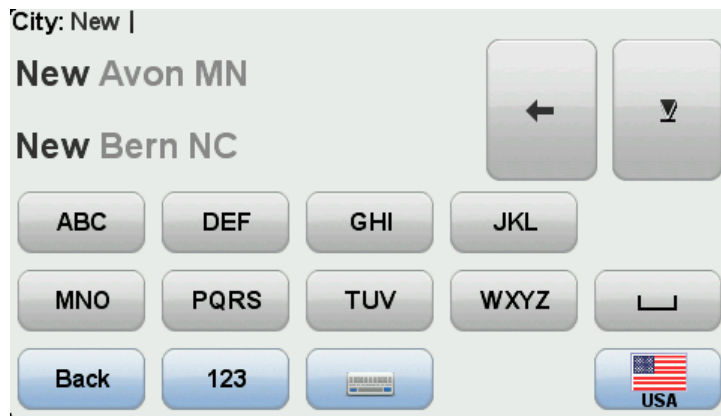 City: New |
New Avon MN
New Bern NC
ABC DEF GHI JKL
MNO PQRS TUV WXYZ
Back 123 USA